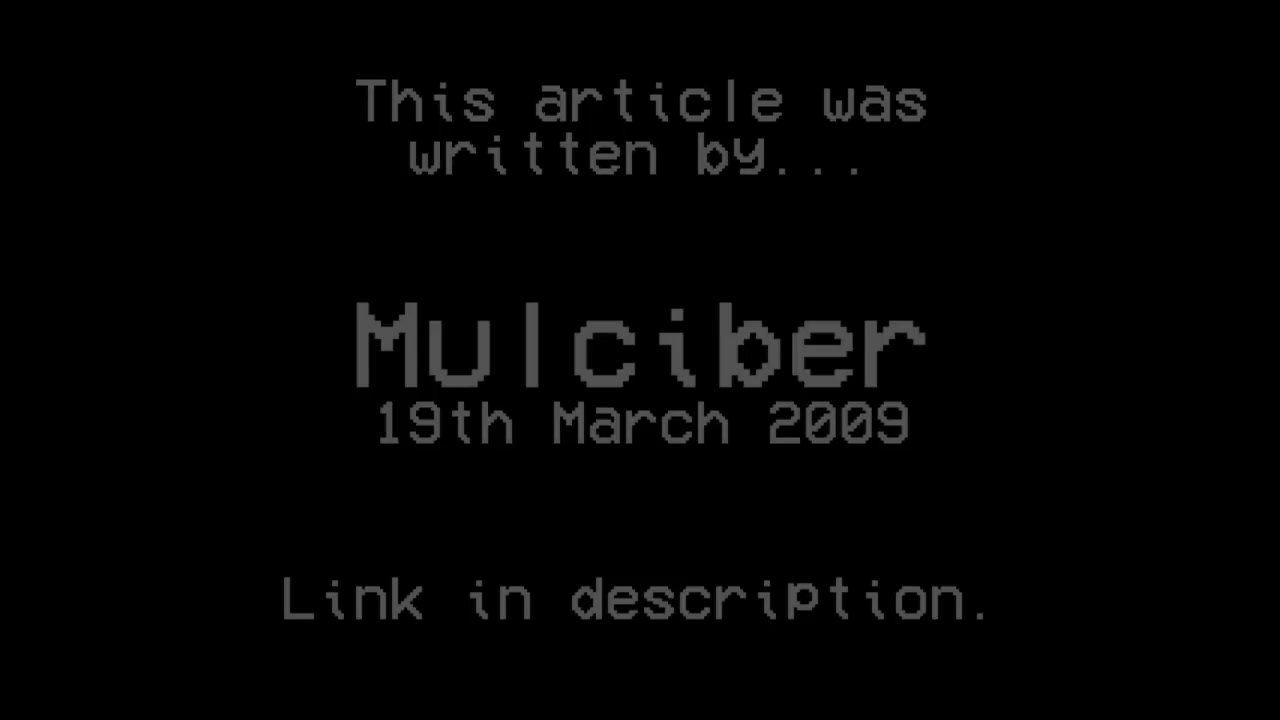 This article was
written by...
Mulciber
19th March 2009
Link in description.